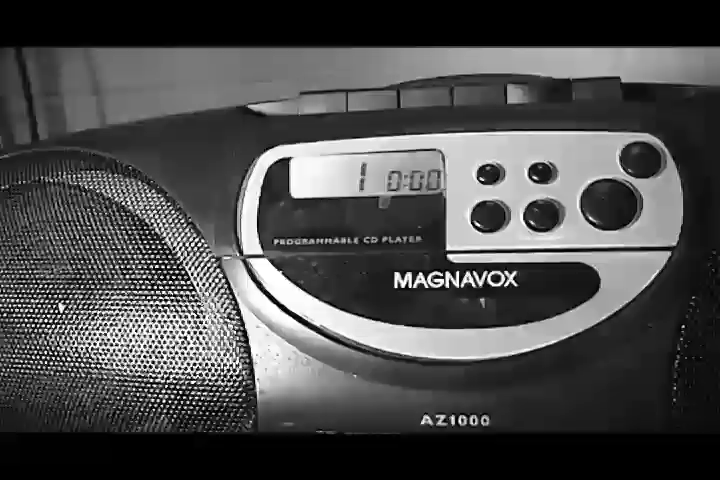 1 0:00
PROGRAMMABLE CD PLAYER
MAGNAVOX
AZ1000